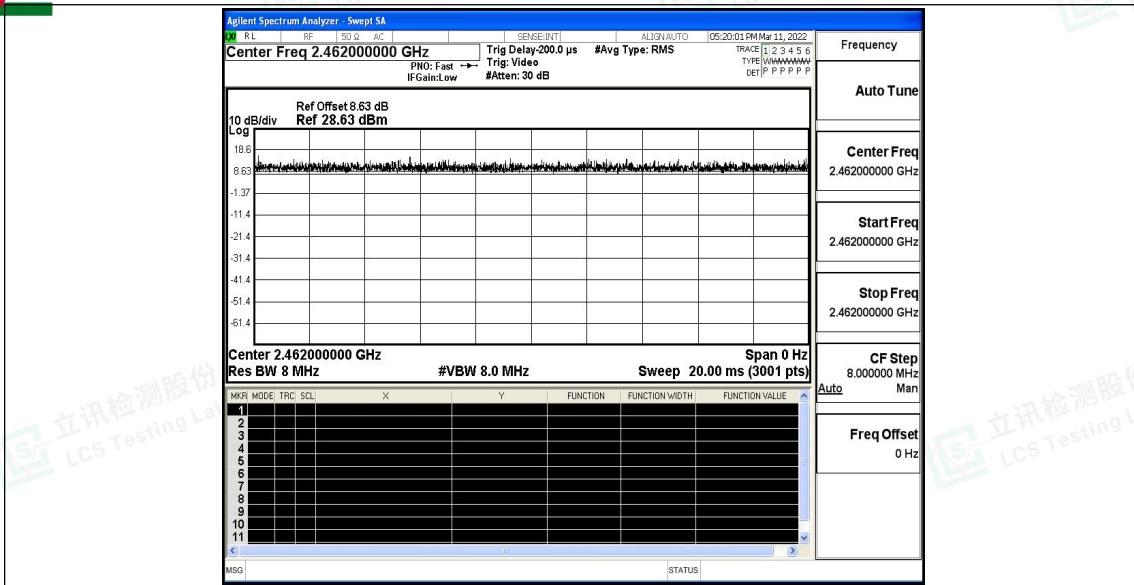 Agilent Spectrum Analyzer - Swept SA
LXI RL RF 50 Ω AC SENSE:INT ALIGN AUTO 05:20:01 PM Mar 11, 2022
Center Freq 2.462000000 GHz
PNO: Fast
IFGain:Low
Trig Delay-200.0 µs
Trig: Video
#Atten: 30 dB
#Avg Type: RMS
TRACE 1 2 3 4 5 6
TYPE WWWWWW
DET P P P P P P
Ref Offset 8.63 dB
10 dB/div Ref 28.63 dBm
Log
18.6
8.63
-1.37
-11.4
-21.4
-31.4
-41.4
-51.4
-61.4
Center 2.462000000 GHz Span 0 Hz
Res BW 8 MHz #VBW 8.0 MHz Sweep 20.00 ms (3001 pts)
MKR MODE TRC SCL X Y FUNCTION FUNCTION WIDTH FUNCTION VALUE
1
2
3
4
5
6
7
8
9
10
11
MSG STATUS
Frequency
Auto Tune
Center Freq
2.462000000 GHz
Start Freq
2.462000000 GHz
Stop Freq
2.462000000 GHz
CF Step
8.000000 MHz
Auto Man
Freq Offset
0 Hz
立讯检测股份
LCS Testing Lab
立讯检测股份
LCS Testing L